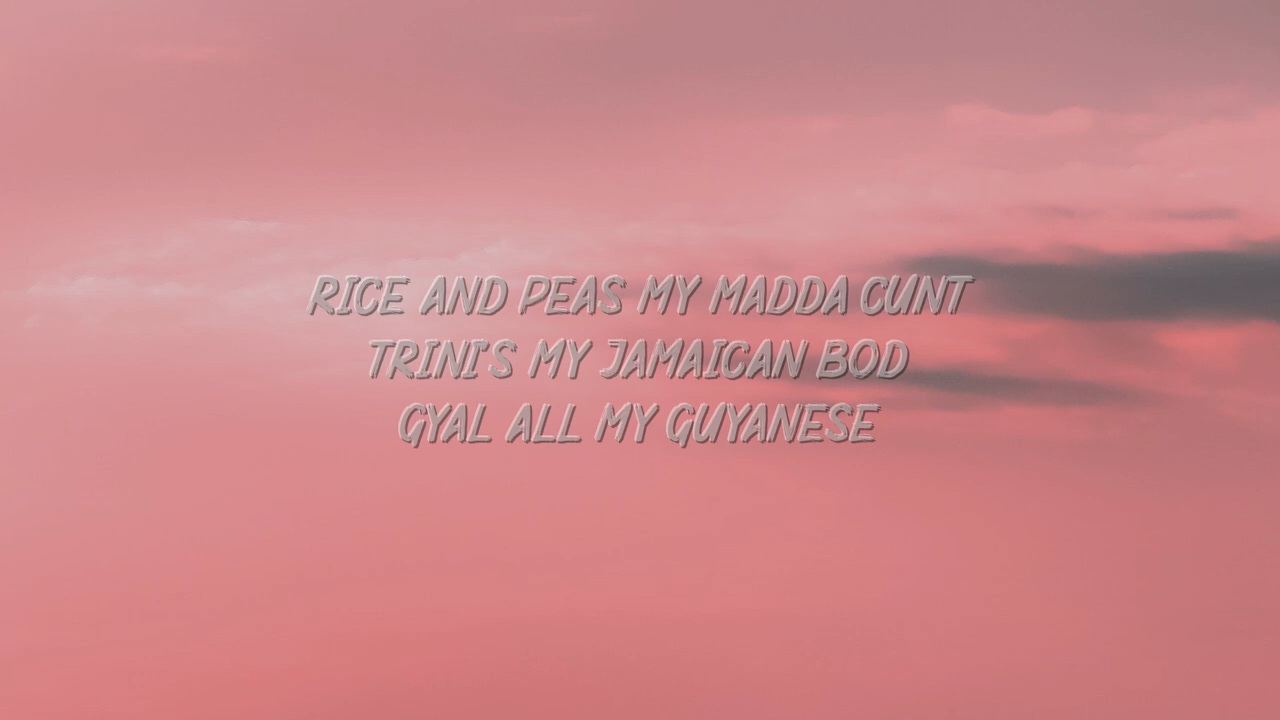 RICE AND PEAS MY MADDA CUNT
TRINI'S MY JAMAICAN BOD
GYAL ALL MY GUYANESE